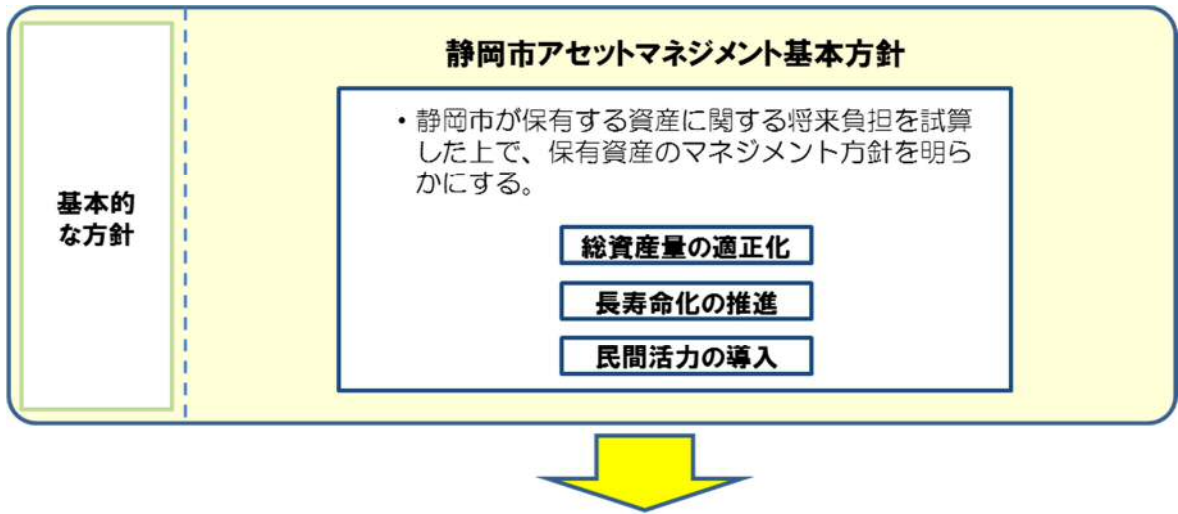 静岡市アセットマネジメント基本方針
・静岡市が保有する資産に関する将来負担を試算
した上で、保有資産のマネジメント方針を明ら
かにする。
基本的
な方針
総資産量の適正化
長寿命化の推進
民間活力の導入